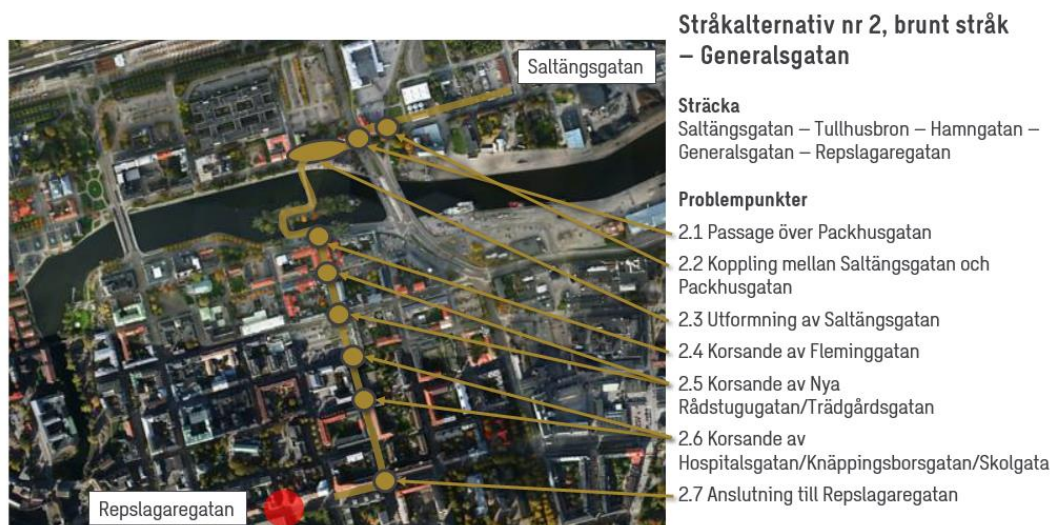 Stråkalternativ nr 2, brunt stråk
– Generalsgatan
Saltängsgatan
Sträcka
Saltängsgatan – Tullhusbron – Hamngatan –
Generalsgatan – Repslagaregatan
Problempunkter
2.1 Passage över Packhusgatan
2.2 Koppling mellan Saltängsgatan och
Packhusgatan
2.3 Utformning av Saltängsgatan
2.4 Korsande av Fleminggatan
2.5 Korsande av Nya
Rådstugugatan/Trädgårdsgatan
2.6 Korsande av
Hospitalsgatan/Knäppingsborsgatan/Skolgata
2.7 Anslutning till Repslagaregatan
Repslagaregatan